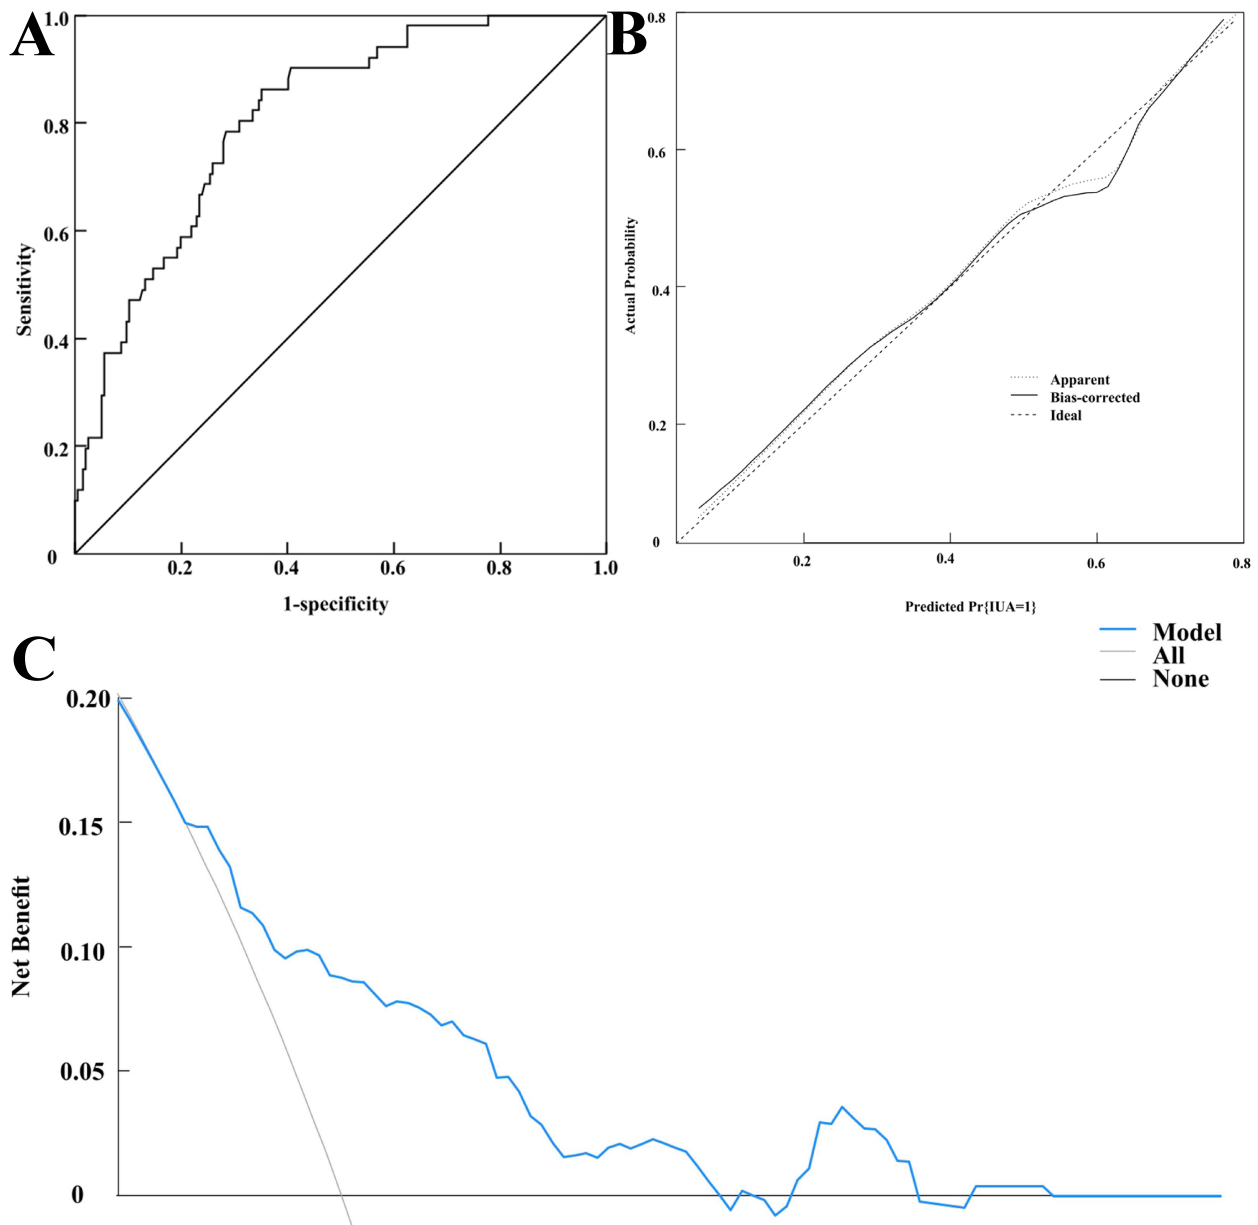 A
1.0
0.8
0.6
0.4
0.2
0
Sensitivity
0.2 0.4 0.6 0.8 1.0
1-specificity
B
0.8
0.6
0.4
0.2
0
Actual Probability
Apparent
Bias-corrected
Ideal
0.2 0.4 0.6 0.8
Predicted Pr{IUA=1}
C
Model
All
None
0.20
0.15
0.10
0.05
0
Net Benefit